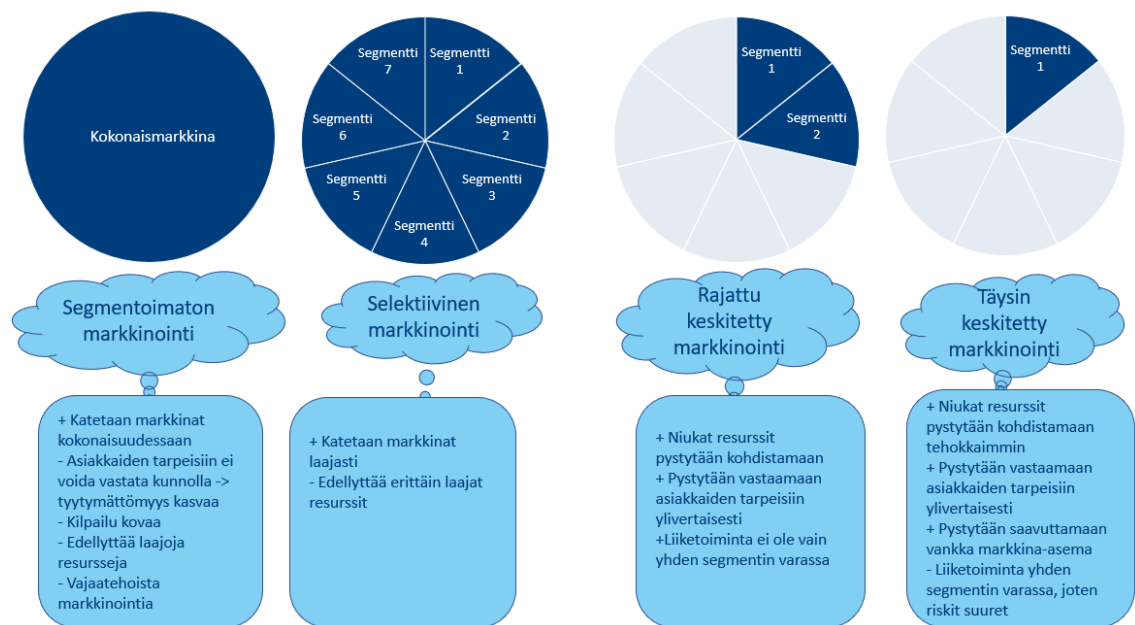 Kokonaismarkkina
Segmentti
7
Segmentti
1
Segmentti
6
Segmentti
2
Segmentti
5
Segmentti
3
Segmentti
4
Segmentti
1
Segmentti
2
Segmentti
1
Segmentoimaton
markkinointi
Selektiivinen
markkinointi
Rajattu
keskitetty
markkinointi
Täysin
keskitetty
markkinointi
+ Katetaan markkinat
kokonaisuudessaan
- Asiakkaiden tarpeisiin ei
voida vastata kunnolla ->
tyytymättömyys kasvaa
- Kilpailu kovaa
- Edellyttää laajoja
resursseja
- Vajaatehoista
markkinointia
+ Katetaan markkinat
laajasti
- Edellyttää erittäin laajat
resurssit
+ Niukat resurssit
pystytään kohdistamaan
+ Pystytään vastaamaan
asiakkaiden tarpeisiin
ylivertaisesti
+Liiketoiminta ei ole vain
yhden segmentin varassa
+ Niukat resurssit
pystytään kohdistamaan
tehokkaimmin
+ Pystytään vastaamaan
asiakkaiden tarpeisiin
ylivertaisesti
+ Pystytään saavuttamaan
vankka markkina-asema
- Liiketoiminta yhden
segmentin varassa, joten
riskit suuret